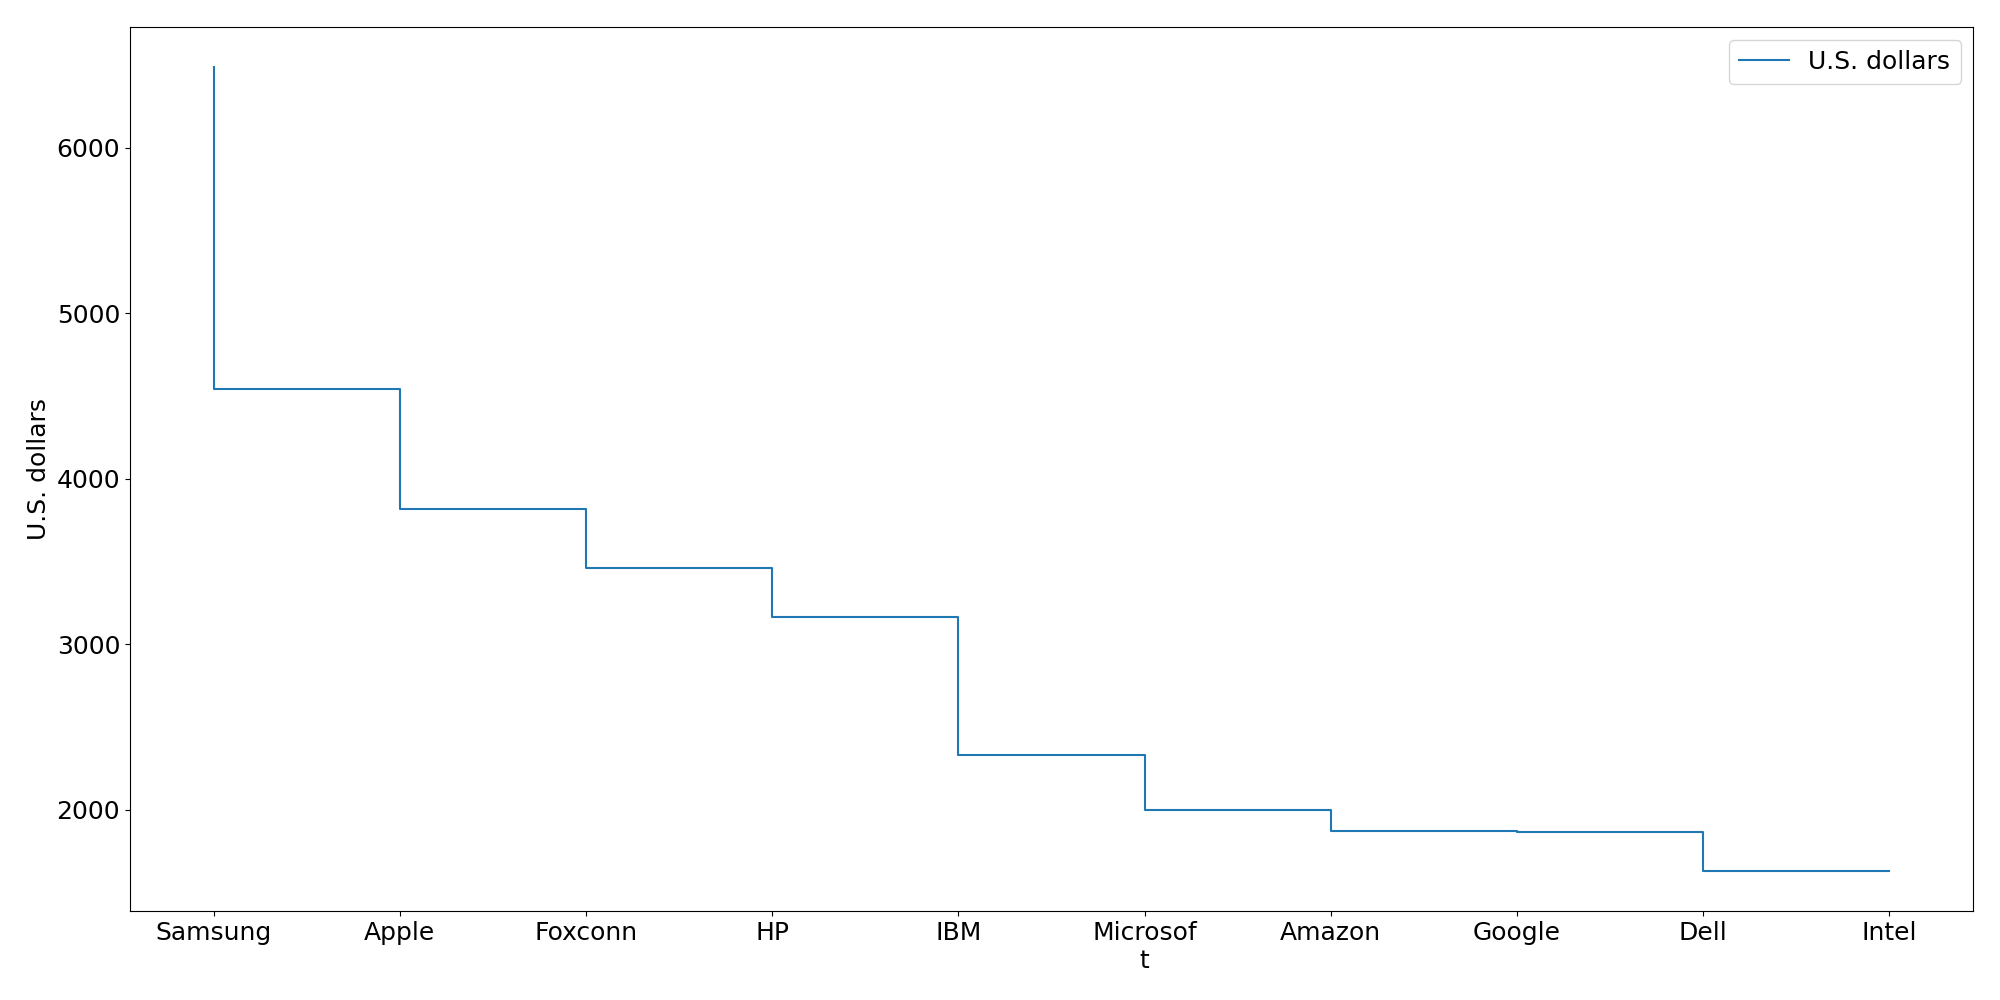 U.S. dollars
6000
5000
4000
3000
2000
U.S. dollars
Samsung Apple Foxconn HP IBM Microsof Amazon Google Dell Intel
t